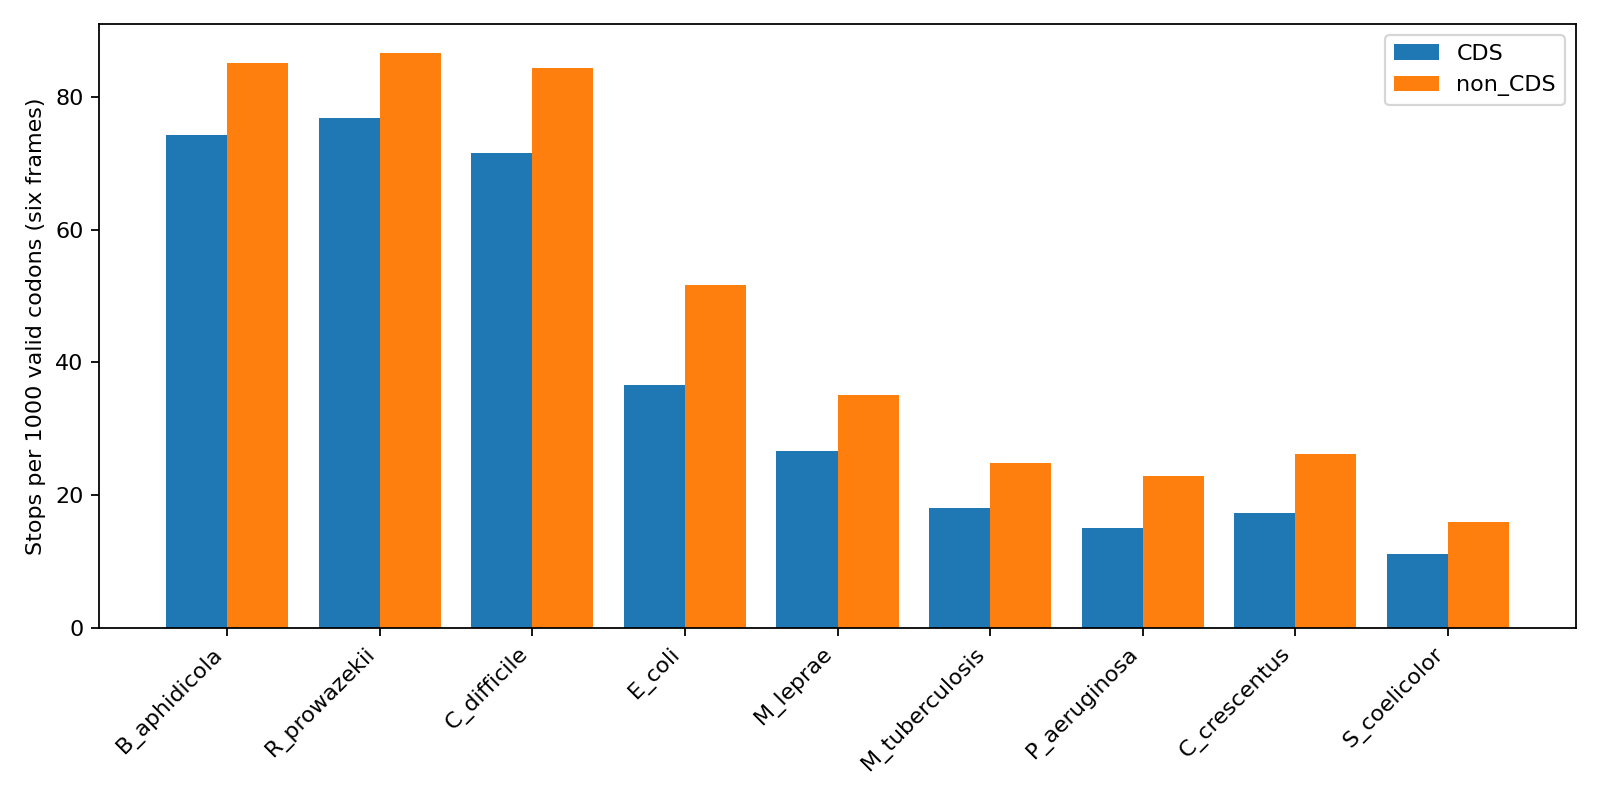 Stops per 1000 valid codons (six frames)
80
60
40
20
0
CDS
non_CDS
B_aphidicola
R_prowazekii
C_difficile
E_coli
M_leprae
M_tuberculosis
P_aeruginosa
C_crescentus
S_coelicolor